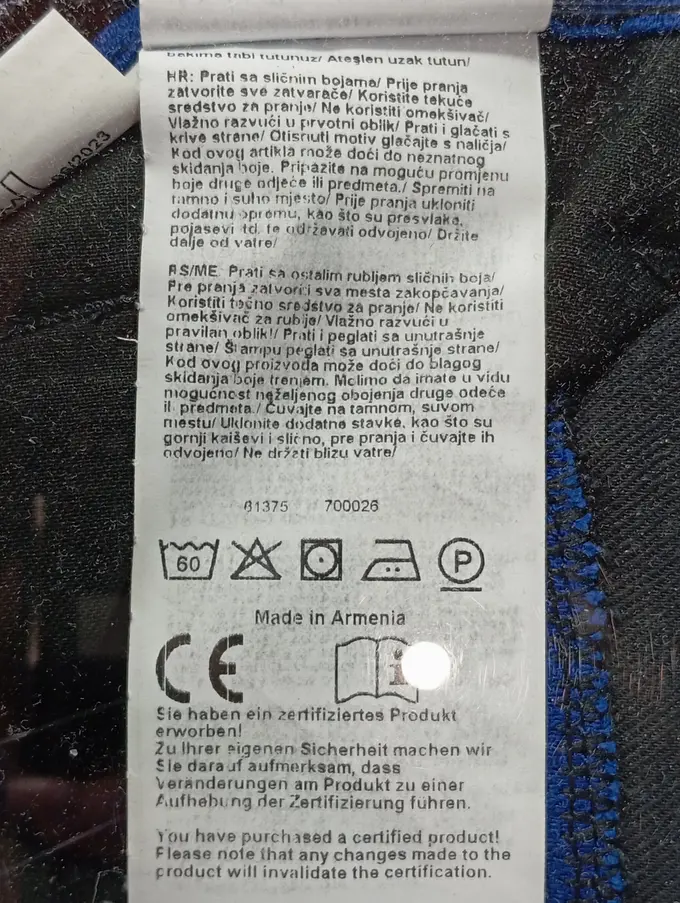 bakımlı tıbi tutunuz/ Ateşten uzak tutun/
09/2023
HR: Prati sa sličnim bojama/ Prije pranja
zatvorite sve zatvarače/ Koristite tekuće
sredstvo za pranje/ Ne koristiti omekšivač/
Vlažno razvući u prvotni oblik/ Prati i glačati s
krive strane/ Otisnuti motiv glačajte s naličja/
Kod ovog artikla može doći do neznatnog
skidanja boje. Pripazite na moguću promjenu
boje druge odjeće ili predmeta./ Spremiti na
tamno i suho mjesto/ Prije pranja ukloniti
dodatnu opremu, kao što su presvlake,
pojasevi itd. te održavati odvojeno/ Držite
dalje od vatre/
RS/ME: Prati sa ostalim rubljem sličnih boja/
Pre pranja zatvoriti sva mesta zakopčavanja/
Koristiti tečno sredstvo za pranje/ Ne koristiti
omekšivač za rublje/ Vlažno razvući u
pravilan oblik!/ Prati i peglati sa unutrašnje
strane/ Štampu peglati sa unutrašnje strane/
Kod ovog proizvoda može doći do blagog
skidanja boje trenjem. Molimo da imate u vidu
mogućnost neželjenog obojenja druge odeće
ili predmeta./ Čuvajte na tamnom, suvom
mestu/ Uklonite dodatne stavke, kao što su
gornji kaiševi i slično, pre pranja i čuvajte ih
odvojeno/ Ne držati blizu vatre/
61375 700026
60 P
Made in Armenia
CE i
Sie haben ein zertifiziertes Produkt
erworben!
Zu Ihrer eigenen Sicherheit machen wir
Sie darauf aufmerksam, dass
Veränderungen am Produkt zu einer
Aufhebung der Zertifizierung führen.
You have purchased a certified product!
Please note that any changes made to the
product will invalidate the certification.